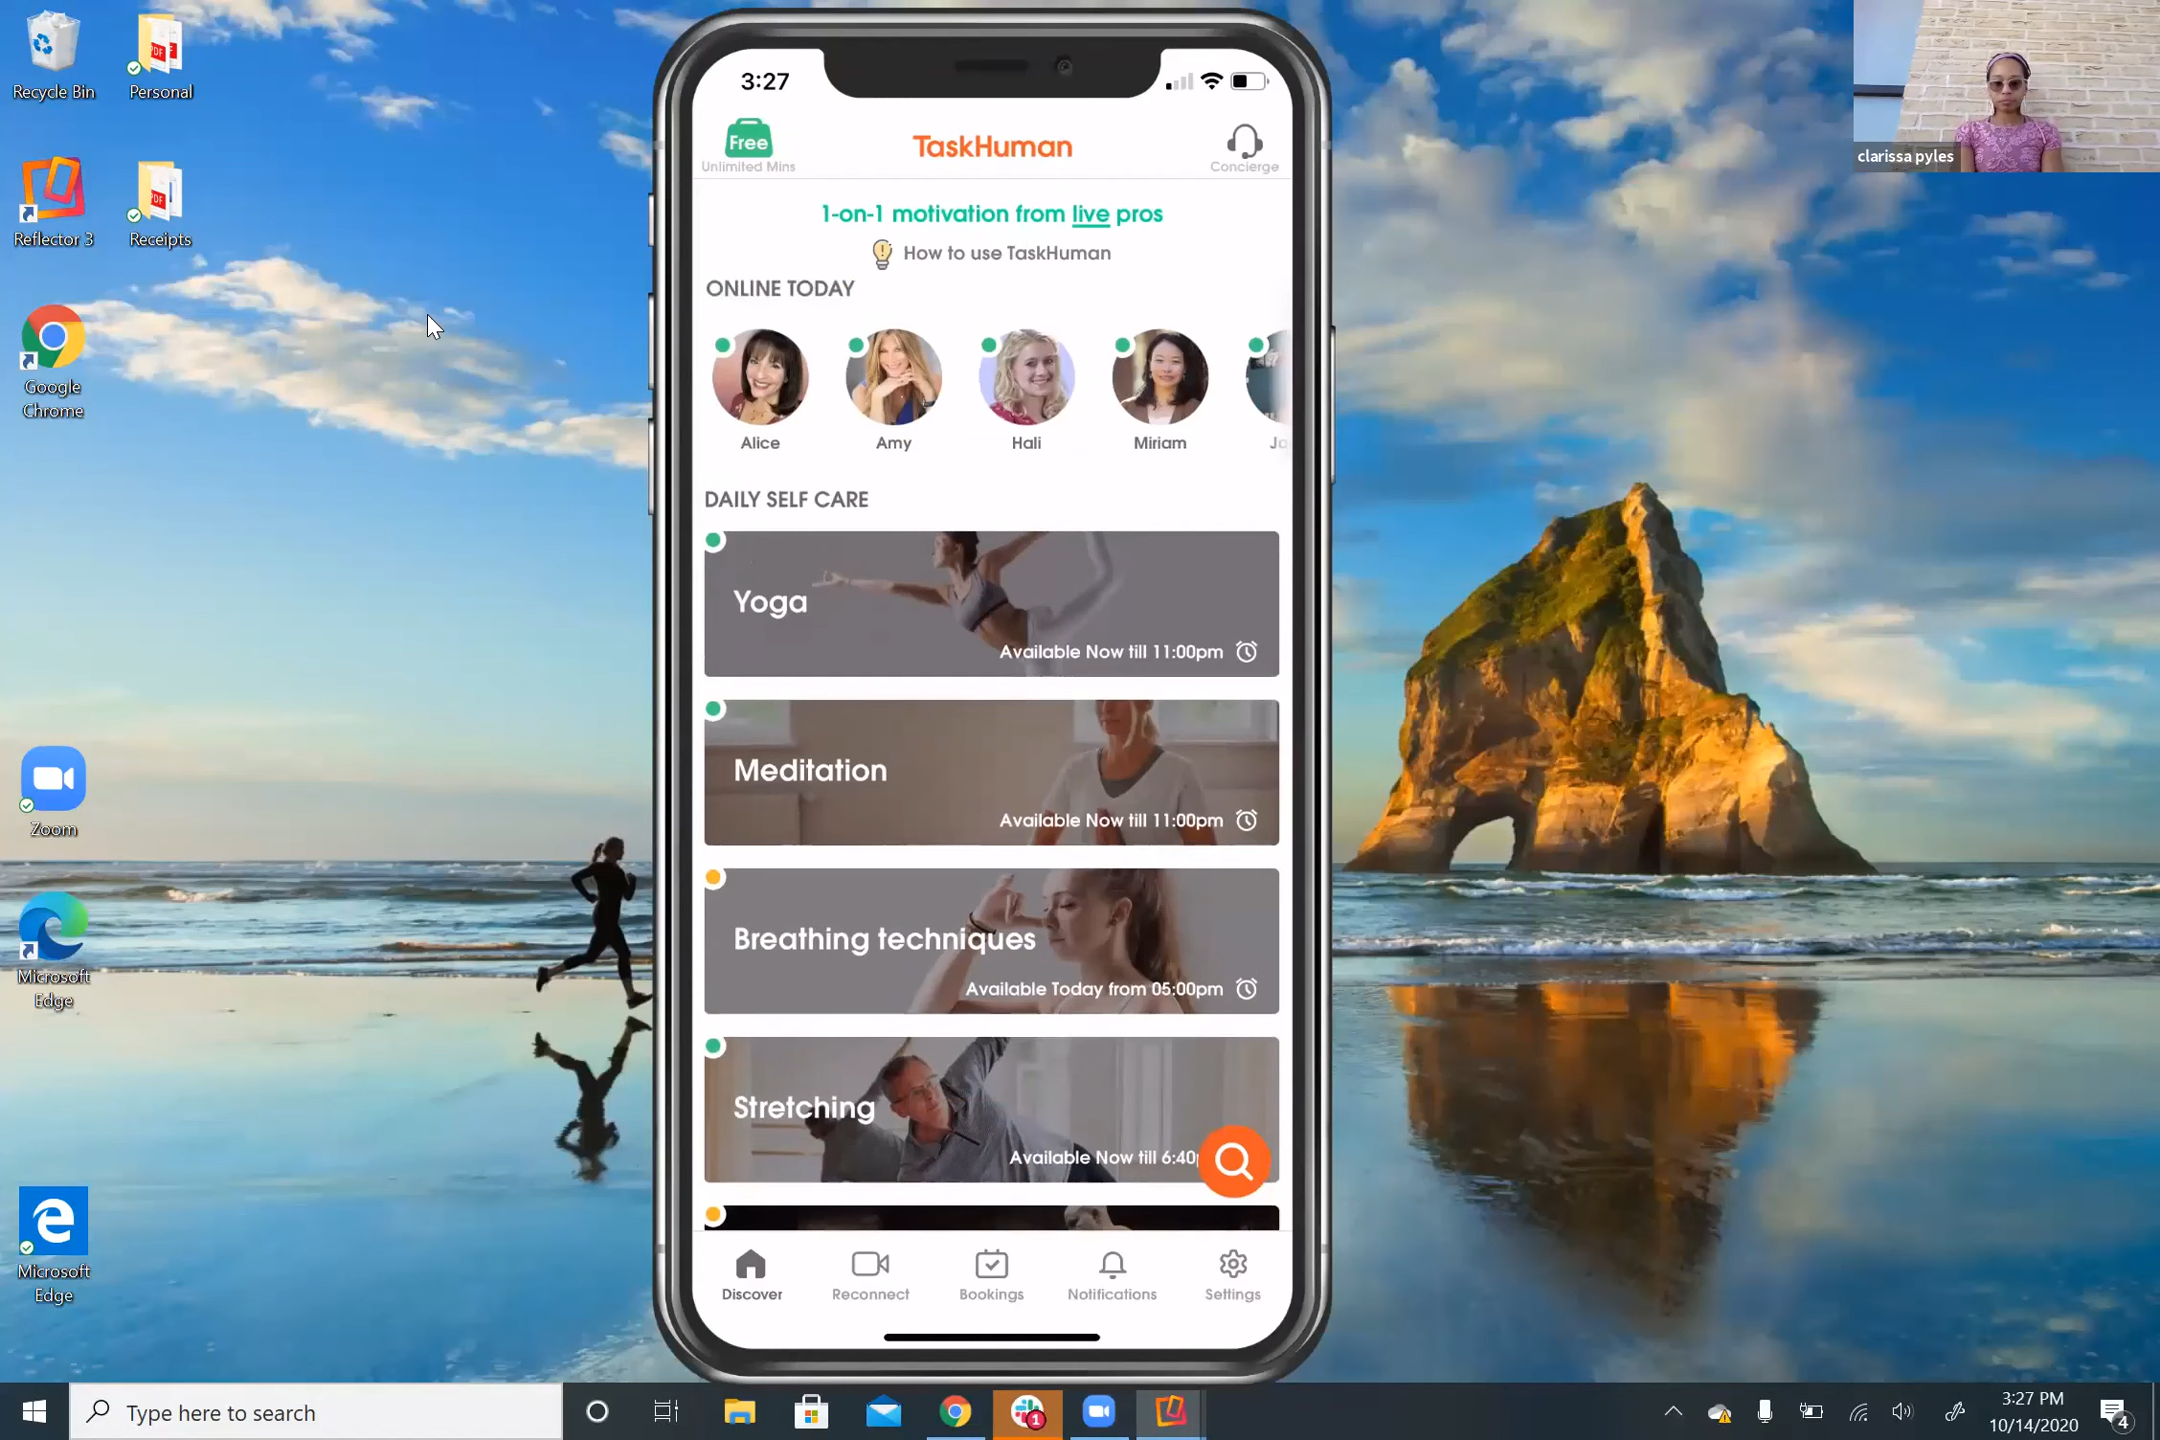 Recycle Bin
Personal
Reflector 3
Receipts
Google
Chrome
Zoom
Microsoft
Edge
Microsoft
Edge
3:27
Free
Unlimited Mins
TaskHuman
Concierge
1-on-1 motivation from live pros
How to use TaskHuman
ONLINE TODAY
Alice
Amy
Hali
Miriam
DAILY SELF CARE
Yoga
Available Now till 11:00pm
Meditation
Available Now till 11:00pm
Breathing techniques
Available Today from 05:00pm
Stretching
Available Now till 6:40
Discover
Reconnect
Bookings
Notifications
Settings
clarissa pyles
Type here to search
1
3:27 PM
10/14/2020
4